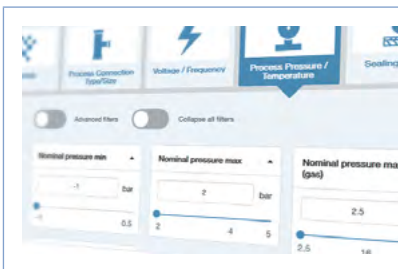 Process Connection
Type/Size
Voltage / Frequency
Process Pressure /
Temperature
Sealing
Advanced filters
Collapse all filters
Nominal pressure min
-1
bar
-1
0.5
Nominal pressure max
2
bar
2
4
5
Nominal pressure ma
(gas)
2.5
2.5
16